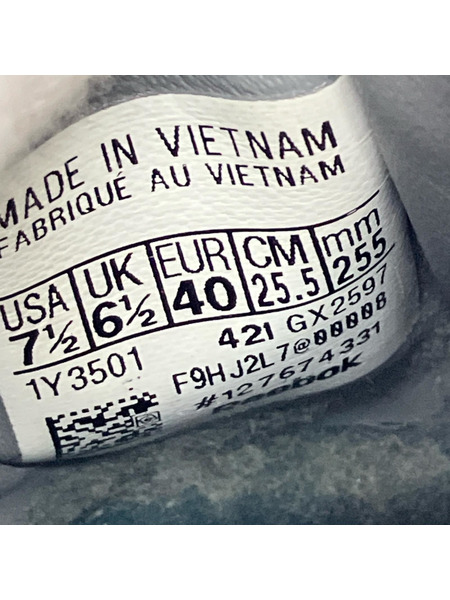 MADE IN VIETNAM
FABRIQUÉ AU VIETNAM
USA UK EUR CM mm
7½ 6½ 40 25.5 255
421 GX2597
1Y3501 F9HJ2L7@00008
#127674331
Reebok